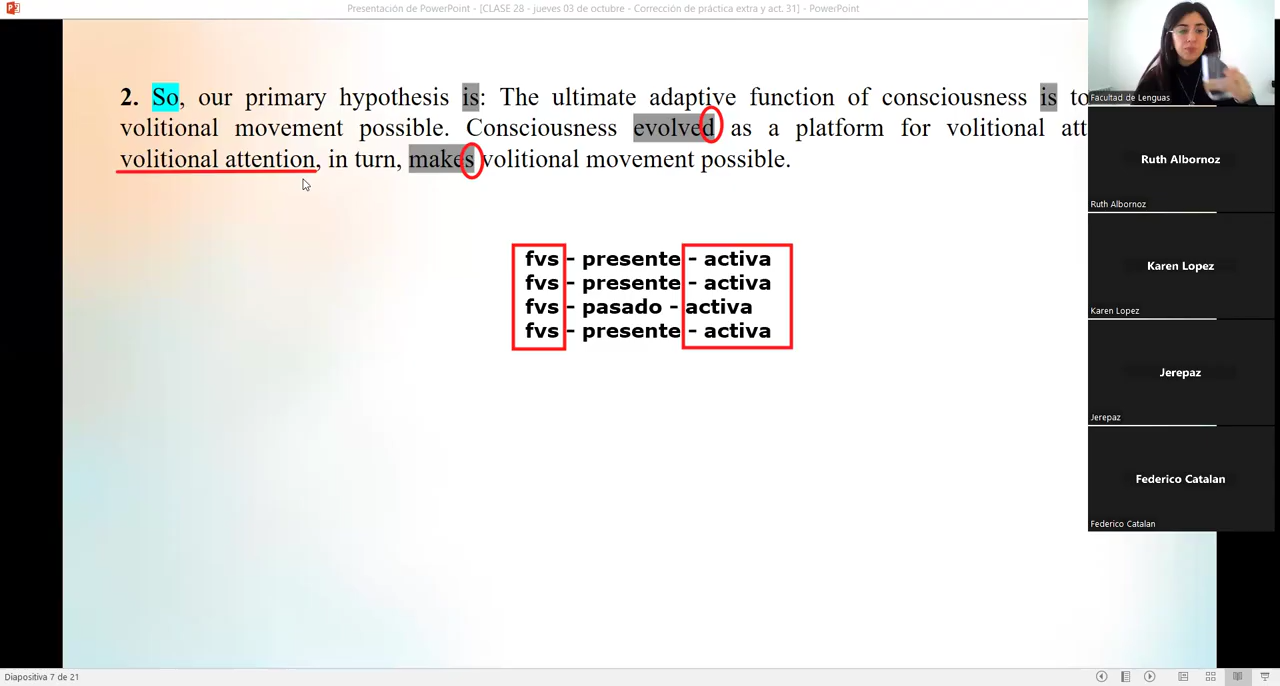 Presentación de PowerPoint - [CLASE 28 - jueves 03 de octubre - Corrección de práctica extra y act. 31] - PowerPoint
2. So, our primary hypothesis is: The ultimate adaptive function of consciousness is to
volitional movement possible. Consciousness evolved as a platform for volitional
volitional attention, in turn, makes volitional movement possible.
fvs - presente - activa
fvs - presente - activa
fvs - pasado - activa
fvs - presente - activa
Facultad de Lenguas
Ruth Albornoz
Ruth Albornoz
Karen Lopez
Karen Lopez
Jerepaz
Jerepaz
Federico Catalan
Federico Catalan
Diapositiva 7 de 21